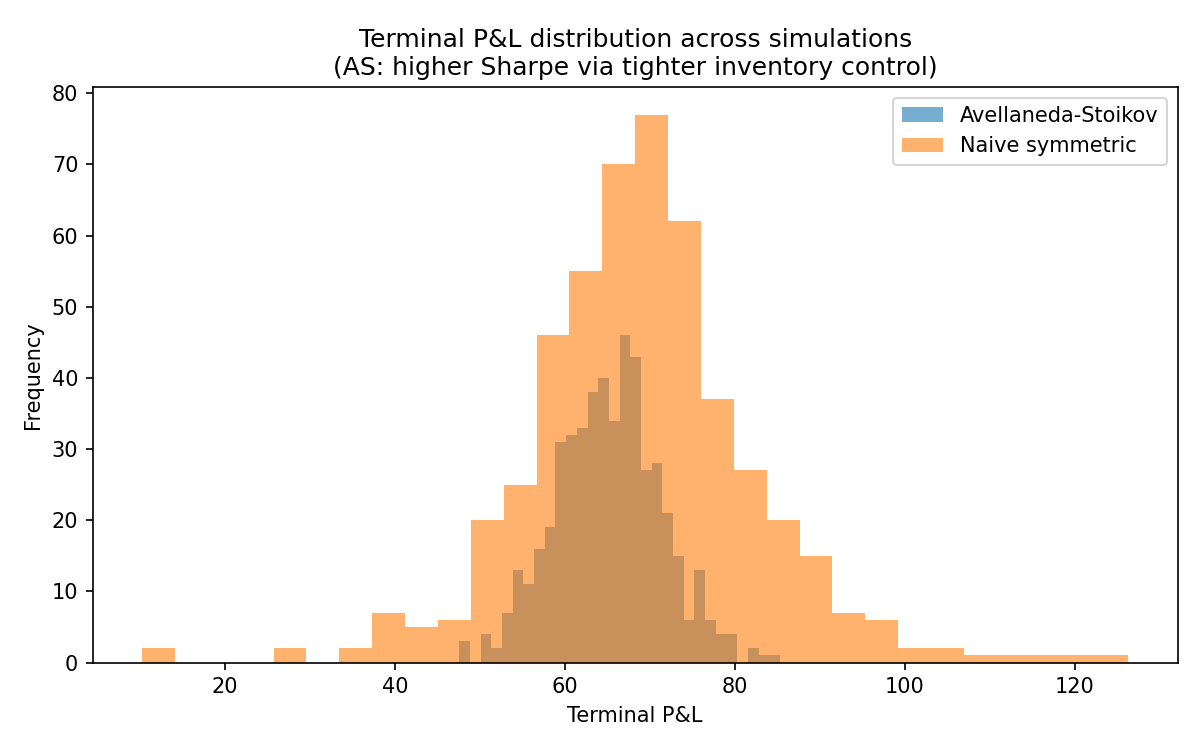 Terminal P&L distribution across simulations
(AS: higher Sharpe via tighter inventory control)
Avellaneda-Stoikov
Naive symmetric
Frequency
80
70
60
50
40
30
20
10
0
20 40 60 80 100 120
Terminal P&L